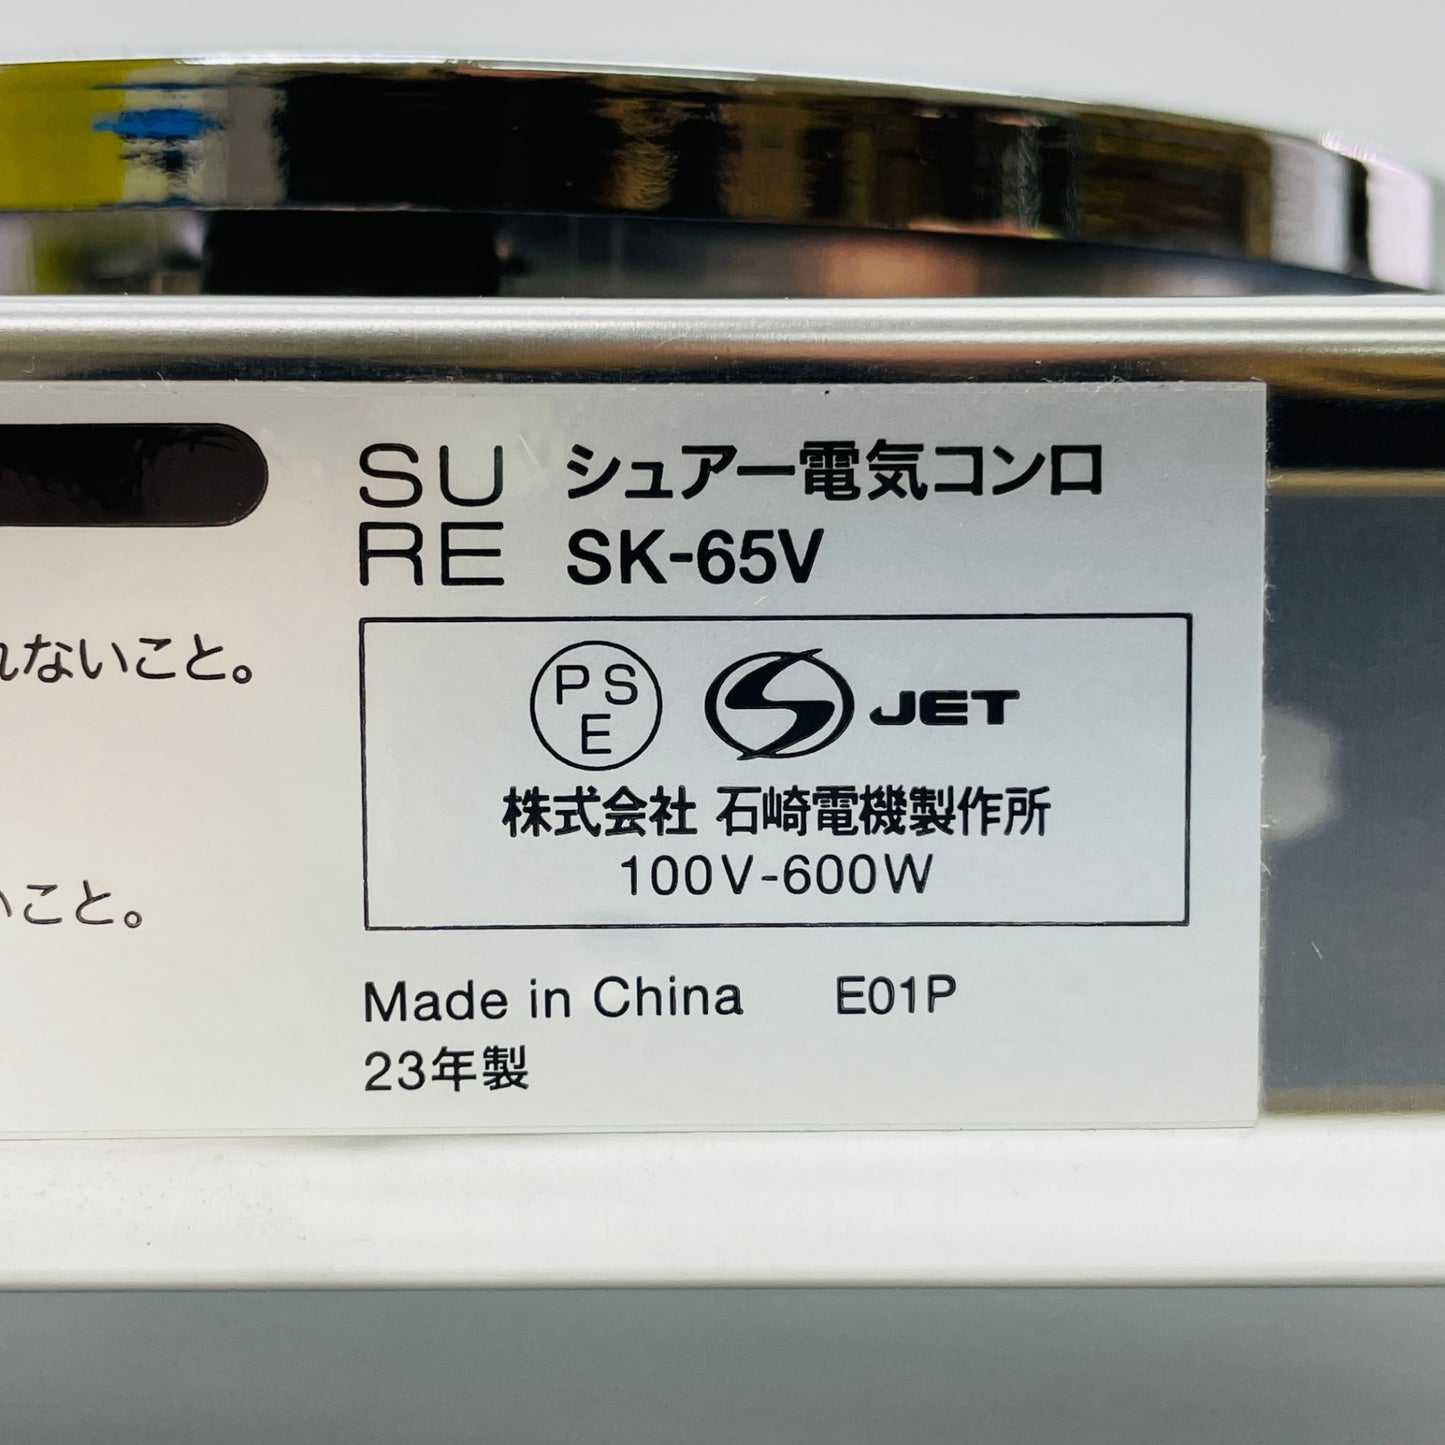 SU
RE
シュアー電気コンロ
SK-65V
れないこと。
PS
E
S JET
株式会社 石崎電機製作所
100V-600W
いこと。
Made in China E01P
23年製